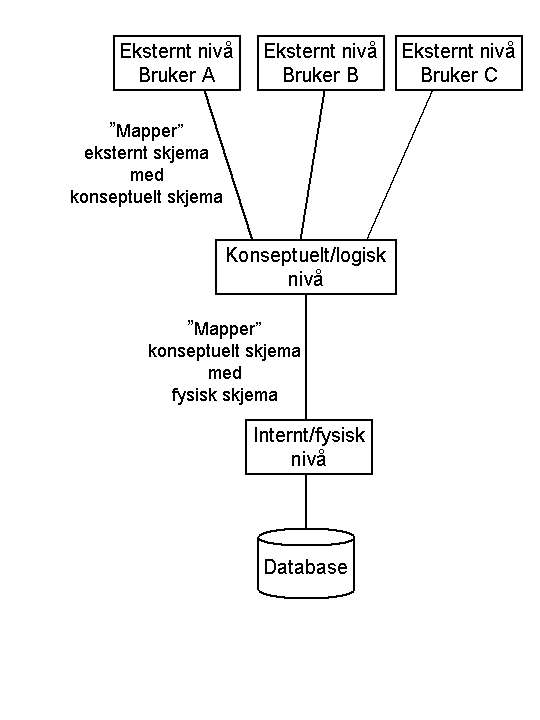 Eksternt nivå
Bruker A
Eksternt nivå
Bruker B
Eksternt nivå
Bruker C
”Mapper”
eksternt skjema
med
konseptuelt skjema
Konseptuelt/logisk
nivå
”Mapper”
konseptuelt skjema
med
fysisk skjema
Internt/fysisk
nivå
Database